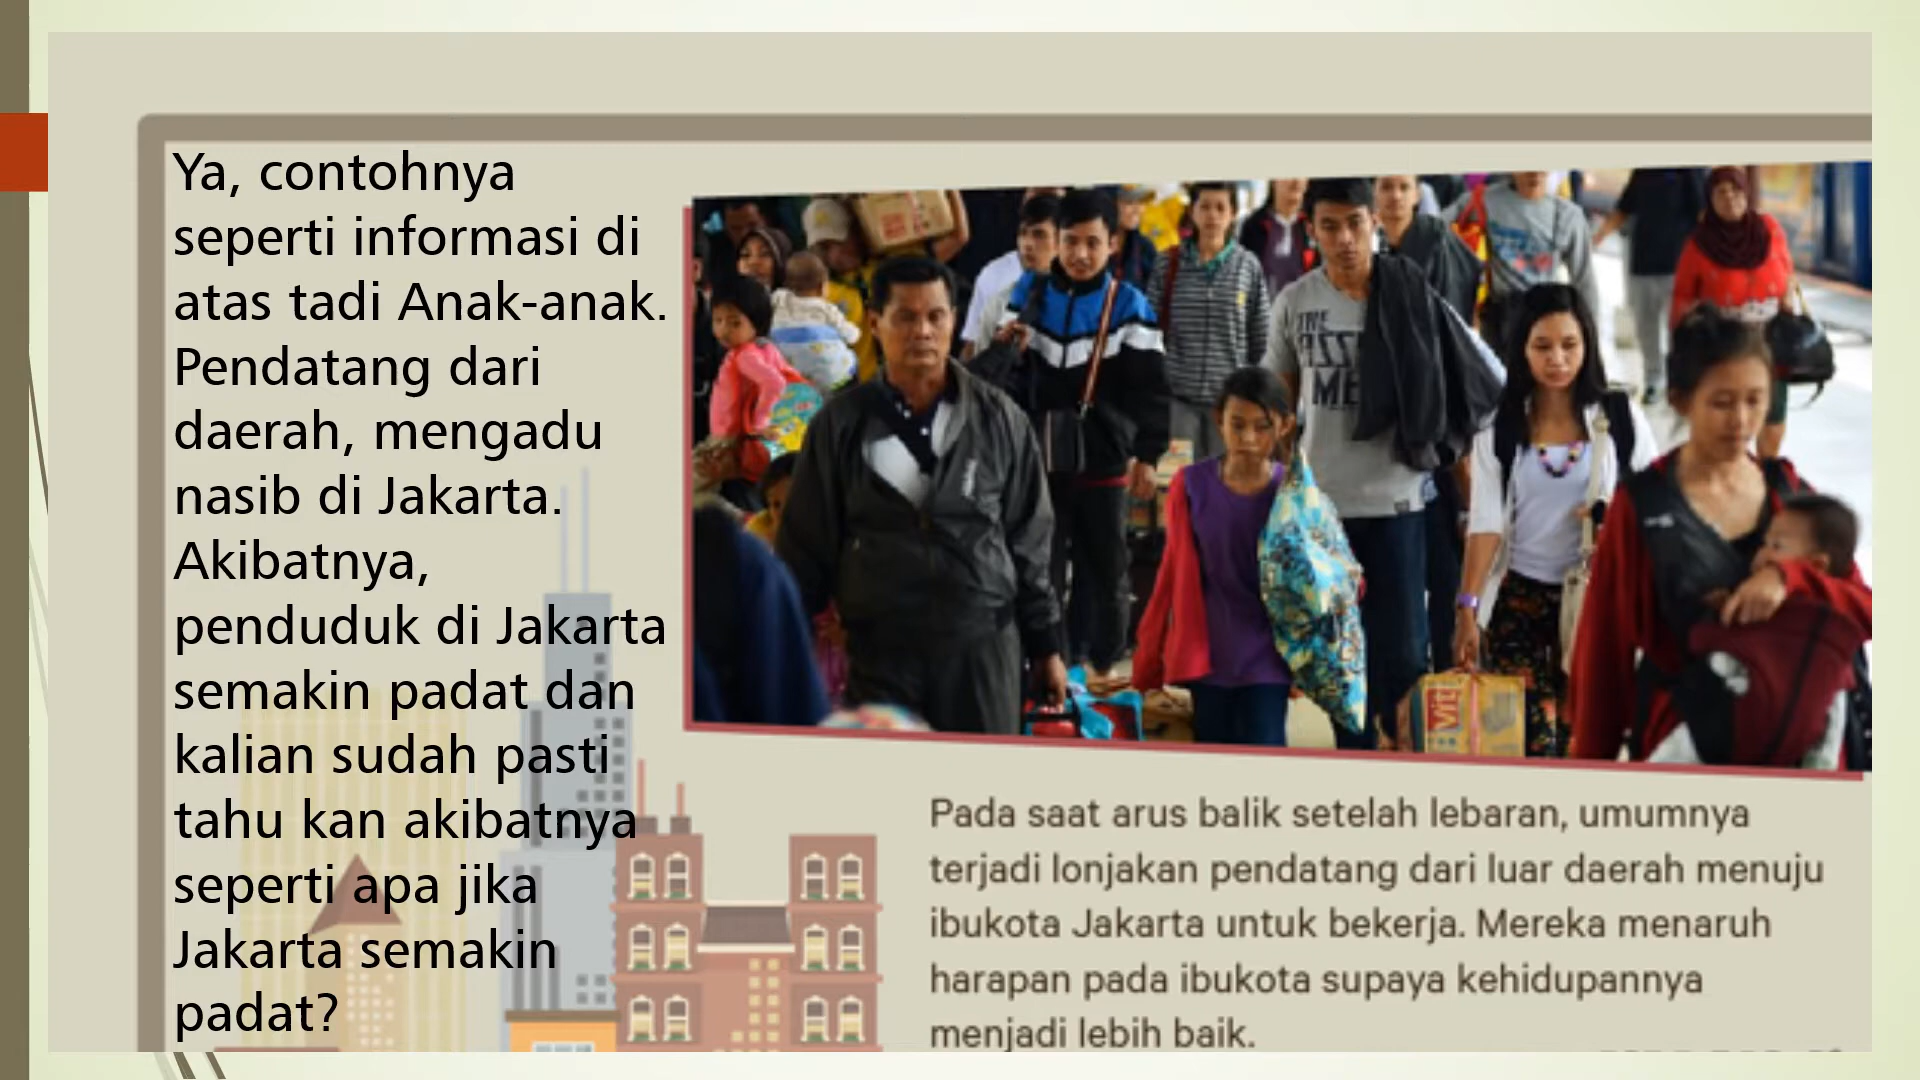 Ya, contohnya
seperti informasi di
atas tadi Anak-anak.
Pendatang dari
daerah, mengadu
nasib di Jakarta.
Akibatnya,
penduduk di Jakarta
semakin padat dan
kalian sudah pasti
tahu kan akibatnya
seperti apa jika
Jakarta semakin
padat?
THE
ME
Vit
Pada saat arus balik setelah lebaran, umumnya
terjadi lonjakan pendatang dari luar daerah menuju
ibukota Jakarta untuk bekerja. Mereka menaruh
harapan pada ibukota supaya kehidupannya
menjadi lebih baik.